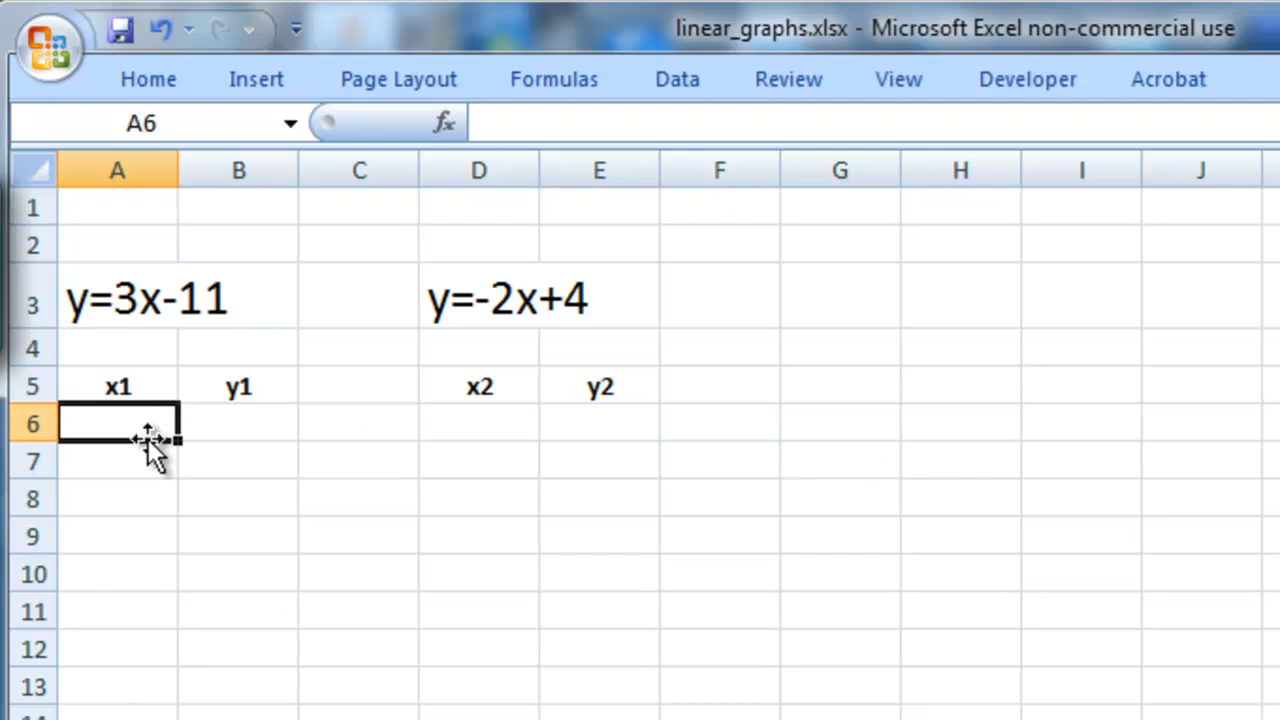 linear_graphs.xlsx - Microsoft Excel non-commercial use
Home Insert Page Layout Formulas Data Review View Developer Acrobat
A6 fx
A B C D E F G H I J
1
2
3 y=3x-11 y=-2x+4
4
5 x1 y1 x2 y2
6
7
8
9
10
11
12
13